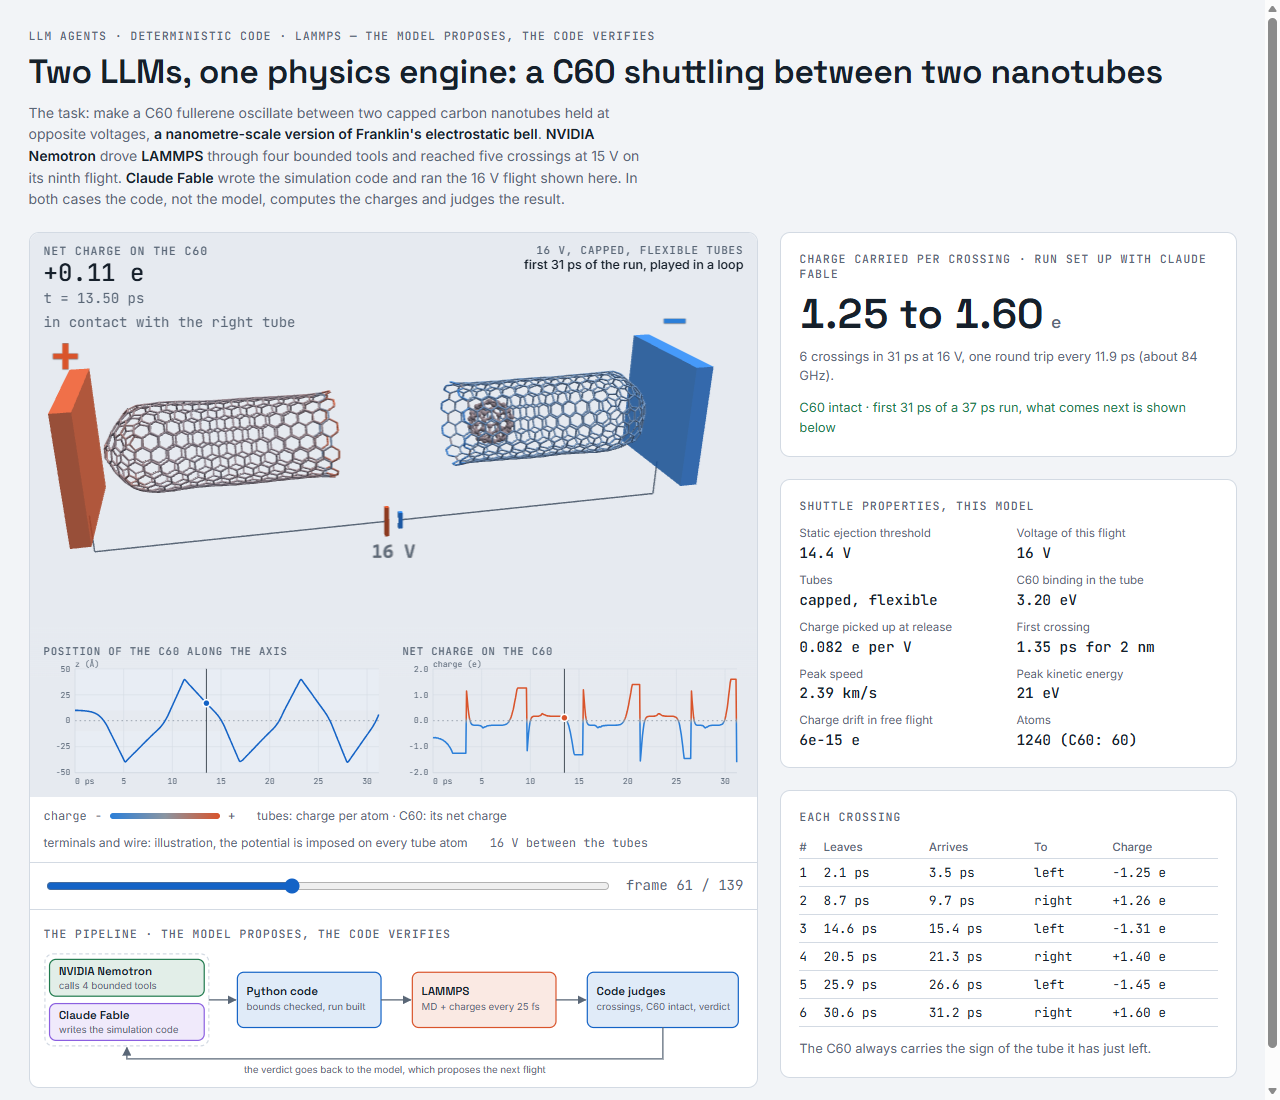 LLM AGENTS · DETERMINISTIC CODE · LAMMPS — THE MODEL PROPOSES, THE CODE VERIFIES
Two LLMs, one physics engine: a C60 shuttling between two nanotubes
The task: make a C60 fullerene oscillate between two capped carbon nanotubes held at
opposite voltages, a nanometre-scale version of Franklin's electrostatic bell. NVIDIA
Nemotron drove LAMMPS through four bounded tools and reached five crossings at 15 V on
its ninth flight. Claude Fable wrote the simulation code and ran the 16 V flight shown here. In
both cases the code, not the model, computes the charges and judges the result.
NET CHARGE ON THE C60
+0.11 e
t = 13.50 ps
in contact with the right tube
16 V, CAPPED, FLEXIBLE TUBES
first 31 ps of the run, played in a loop
+
−
16 V
POSITION OF THE C60 ALONG THE AXIS
z (Å)
50
25
0
-25
-50
0 ps 5 10 15 20 25 30
NET CHARGE ON THE C60
charge (e)
2.0
1.0
0.0
-1.0
-2.0
0 ps 5 10 15 20 25 30
charge - + tubes: charge per atom · C60: its net charge
terminals and wire: illustration, the potential is imposed on every tube atom 16 V between the tubes
frame 61 / 139
THE PIPELINE · THE MODEL PROPOSES, THE CODE VERIFIES
NVIDIA Nemotron
calls 4 bounded tools
Claude Fable
writes the simulation code
Python code
bounds checked, run built
LAMMPS
MD + charges every 25 fs
Code judges
crossings, C60 intact, verdict
the verdict goes back to the model, which proposes the next flight
CHARGE CARRIED PER CROSSING · RUN SET UP WITH CLAUDE
FABLE
1.25 to 1.60 e
6 crossings in 31 ps at 16 V, one round trip every 11.9 ps (about 84
GHz).
C60 intact · first 31 ps of a 37 ps run, what comes next is shown
below
SHUTTLE PROPERTIES, THIS MODEL
Static ejection threshold
14.4 V
Voltage of this flight
16 V
Tubes
capped, flexible
C60 binding in the tube
3.20 eV
Charge picked up at release
0.082 e per V
First crossing
1.35 ps for 2 nm
Peak speed
2.39 km/s
Peak kinetic energy
21 eV
Charge drift in free flight
6e-15 e
Atoms
1240 (C60: 60)
EACH CROSSING
# Leaves Arrives To Charge
1 2.1 ps 3.5 ps left -1.25 e
2 8.7 ps 9.7 ps right +1.26 e
3 14.6 ps 15.4 ps left -1.31 e
4 20.5 ps 21.3 ps right +1.40 e
5 25.9 ps 26.6 ps left -1.45 e
6 30.6 ps 31.2 ps right +1.60 e
The C60 always carries the sign of the tube it has just left.